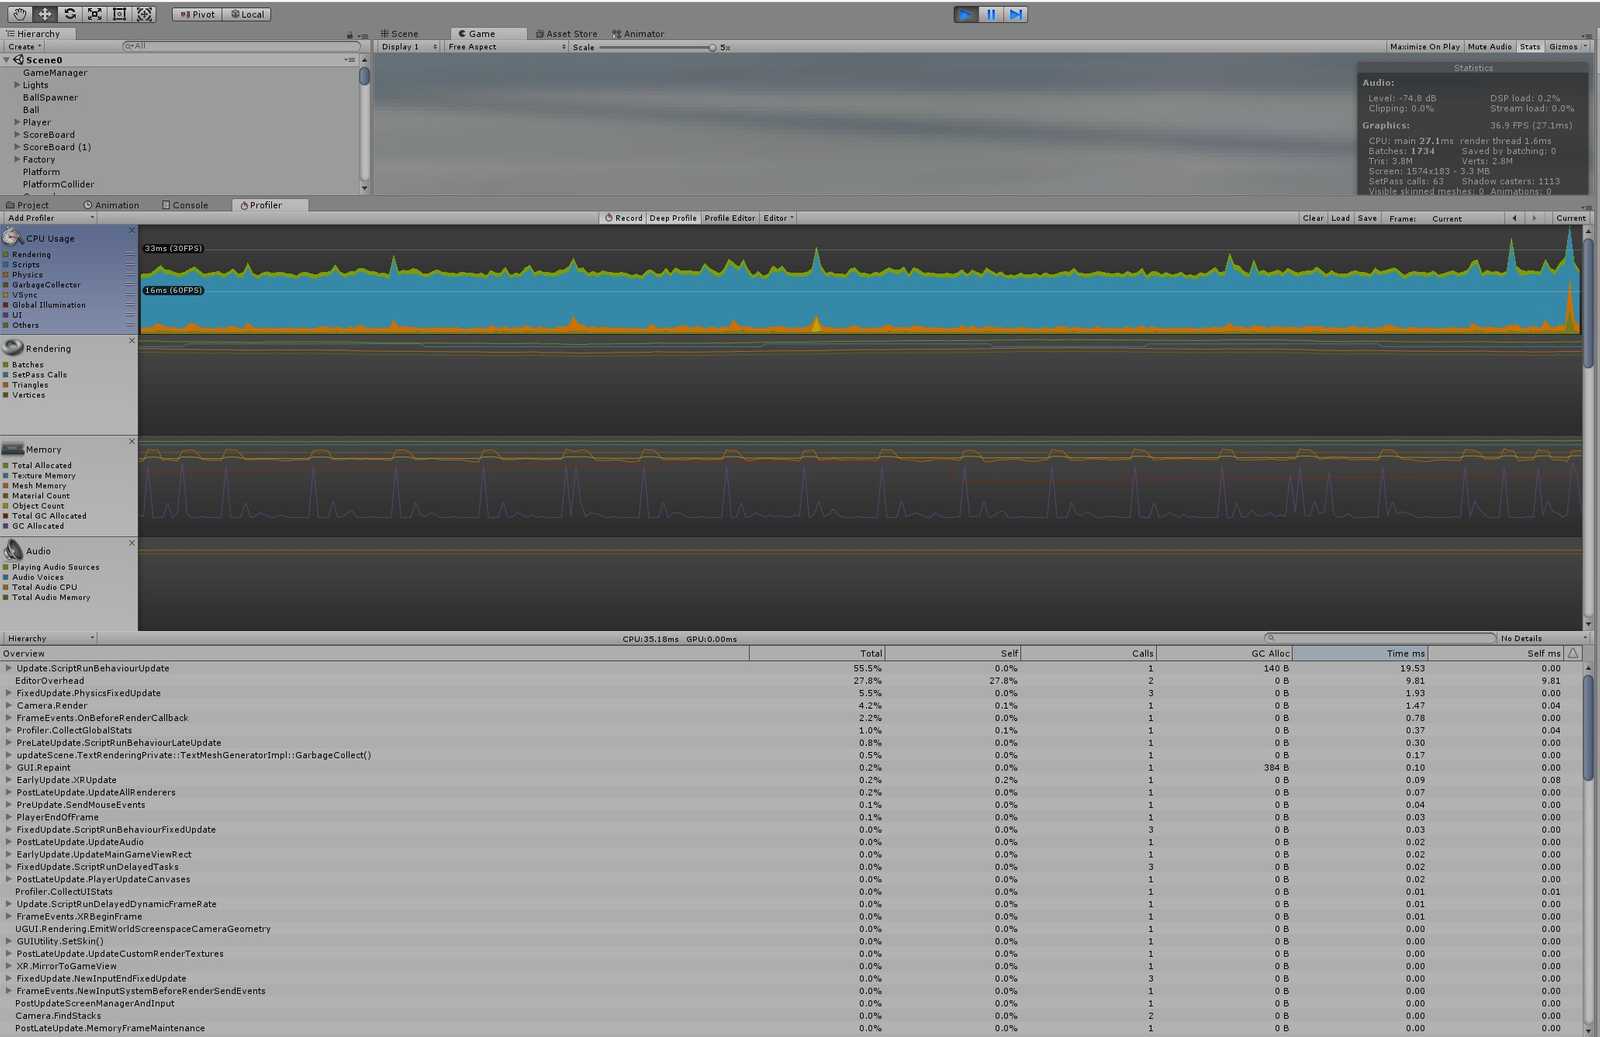 Pivot Local
Hierarchy
Create All
Scene0
GameManager
Lights
BallSpawner
Ball
Player
ScoreBoard
ScoreBoard (1)
Factory
Platform
PlatformCollider
Scene Game Asset Store Animator
Display 1 Free Aspect Scale 5x Maximize On Play Mute Audio Stats Gizmos
Statistics
Audio:
Level: -74.8 dB DSP load: 0.2%
Clipping: 0.0% Stream load: 0.0%
Graphics: 36.9 FPS (27.1ms)
CPU: main 27.1ms render thread 1.6ms
Batches: 1734 Saved by batching: 0
Tris: 3.8M Verts: 2.8M
Screen: 1574x183 - 3.3 MB
SetPass calls: 63 Shadow casters: 1113
Visible skinned meshes: 0 Animations: 0
Project Animation Console Profiler
Add Profiler Record Deep Profile Profile Editor Editor Clear Load Save Frame: Current Current
CPU Usage
Rendering
Scripts
Physics
GarbageCollector
VSync
Global Illumination
UI
Others
33ms (30FPS)
16ms (60FPS)
Rendering
Batches
SetPass Calls
Triangles
Vertices
Memory
Total Allocated
Texture Memory
Mesh Memory
Material Count
Object Count
Total GC Allocated
GC Allocated
Audio
Playing Audio Sources
Audio Voices
Total Audio CPU
Total Audio Memory
Hierarchy CPU:35.18ms GPU:0.00ms No Details
Overview Total Self Calls GC Alloc Time ms Self ms
Update.ScriptRunBehaviourUpdate 55.5% 0.0% 1 140 B 19.53 0.00
EditorOverhead 27.8% 27.8% 2 0 B 9.81 9.81
FixedUpdate.PhysicsFixedUpdate 5.5% 0.0% 3 0 B 1.93 0.00
Camera.Render 4.2% 0.1% 1 0 B 1.47 0.04
FrameEvents.OnBeforeRenderCallback 2.2% 0.0% 1 0 B 0.78 0.00
Profiler.CollectGlobalStats 1.0% 0.1% 1 0 B 0.37 0.04
PreLateUpdate.ScriptRunBehaviourLateUpdate 0.8% 0.0% 1 0 B 0.30 0.00
updateScene.TextRenderingPrivate::TextMeshGeneratorImpl::GarbageCollect() 0.5% 0.0% 1 0 B 0.17 0.00
GUI.Repaint 0.2% 0.0% 1 384 B 0.10 0.00
EarlyUpdate.XRUpdate 0.2% 0.2% 1 0 B 0.09 0.08
PostLateUpdate.UpdateAllRenderers 0.2% 0.0% 1 0 B 0.07 0.00
PreUpdate.SendMouseEvents 0.1% 0.0% 1 0 B 0.04 0.00
PlayerEndOfFrame 0.1% 0.0% 1 0 B 0.03 0.00
FixedUpdate.ScriptRunBehaviourFixedUpdate 0.0% 0.0% 3 0 B 0.03 0.00
PostLateUpdate.UpdateAudio 0.0% 0.0% 1 0 B 0.02 0.00
EarlyUpdate.UpdateMainGameViewRect 0.0% 0.0% 1 0 B 0.02 0.00
FixedUpdate.ScriptRunDelayedTasks 0.0% 0.0% 3 0 B 0.02 0.00
PostLateUpdate.PlayerUpdateCanvases 0.0% 0.0% 1 0 B 0.02 0.00
Profiler.CollectUIStats 0.0% 0.0% 1 0 B 0.01 0.01
Update.ScriptRunDelayedDynamicFrameRate 0.0% 0.0% 1 0 B 0.01 0.00
FrameEvents.XRBeginFrame 0.0% 0.0% 1 0 B 0.01 0.00
UGUI.Rendering.EmitWorldScreenspaceCameraGeometry 0.0% 0.0% 1 0 B 0.00 0.00
GUIUtility.SetSkin() 0.0% 0.0% 1 0 B 0.00 0.00
PostLateUpdate.UpdateCustomRenderTextures 0.0% 0.0% 1 0 B 0.00 0.00
XR.MirrorToGameView 0.0% 0.0% 1 0 B 0.00 0.00
FixedUpdate.NewInputEndFixedUpdate 0.0% 0.0% 3 0 B 0.00 0.00
FrameEvents.NewInputSystemBeforeRenderSendEvents 0.0% 0.0% 1 0 B 0.00 0.00
PostUpdateScreenManagerAndInput 0.0% 0.0% 1 0 B 0.00 0.00
Camera.FindStacks 0.0% 0.0% 2 0 B 0.00 0.00
PostLateUpdate.MemoryFrameMaintenance 0.0% 0.0% 1 0 B 0.00 0.00